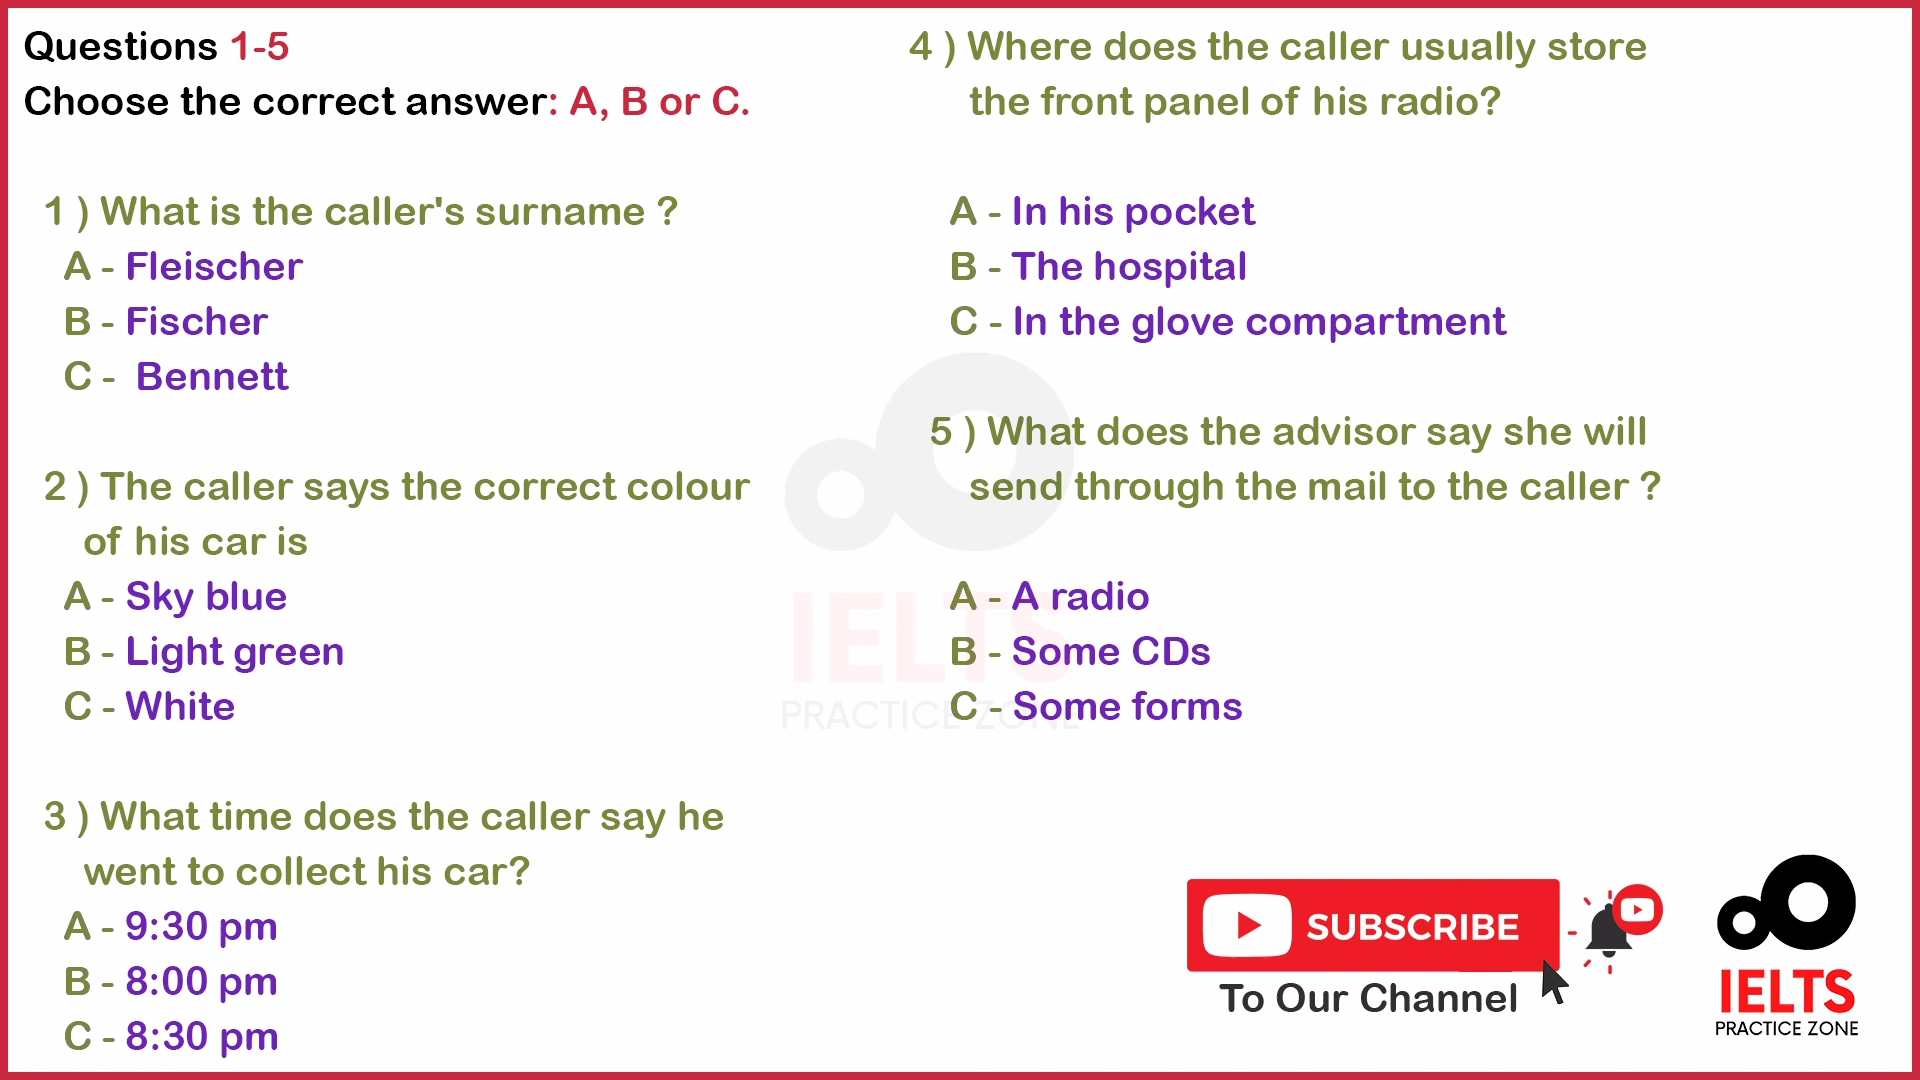 Questions 1-5
Choose the correct answer: A, B or C.
1 ) What is the caller's surname ?
A - Fleischer
B - Fischer
C - Bennett
2 ) The caller says the correct colour
of his car is
A - Sky blue
B - Light green
C - White
3 ) What time does the caller say he
went to collect his car?
A - 9:30 pm
B - 8:00 pm
C - 8:30 pm
4 ) Where does the caller usually store
the front panel of his radio?
A - In his pocket
B - The hospital
C - In the glove compartment
5 ) What does the advisor say she will
send through the mail to the caller ?
A - A radio
B - Some CDs
C - Some forms
IELTS
PRACTICE ZONE
SUBSCRIBE
To Our Channel
IELTS
PRACTICE ZONE